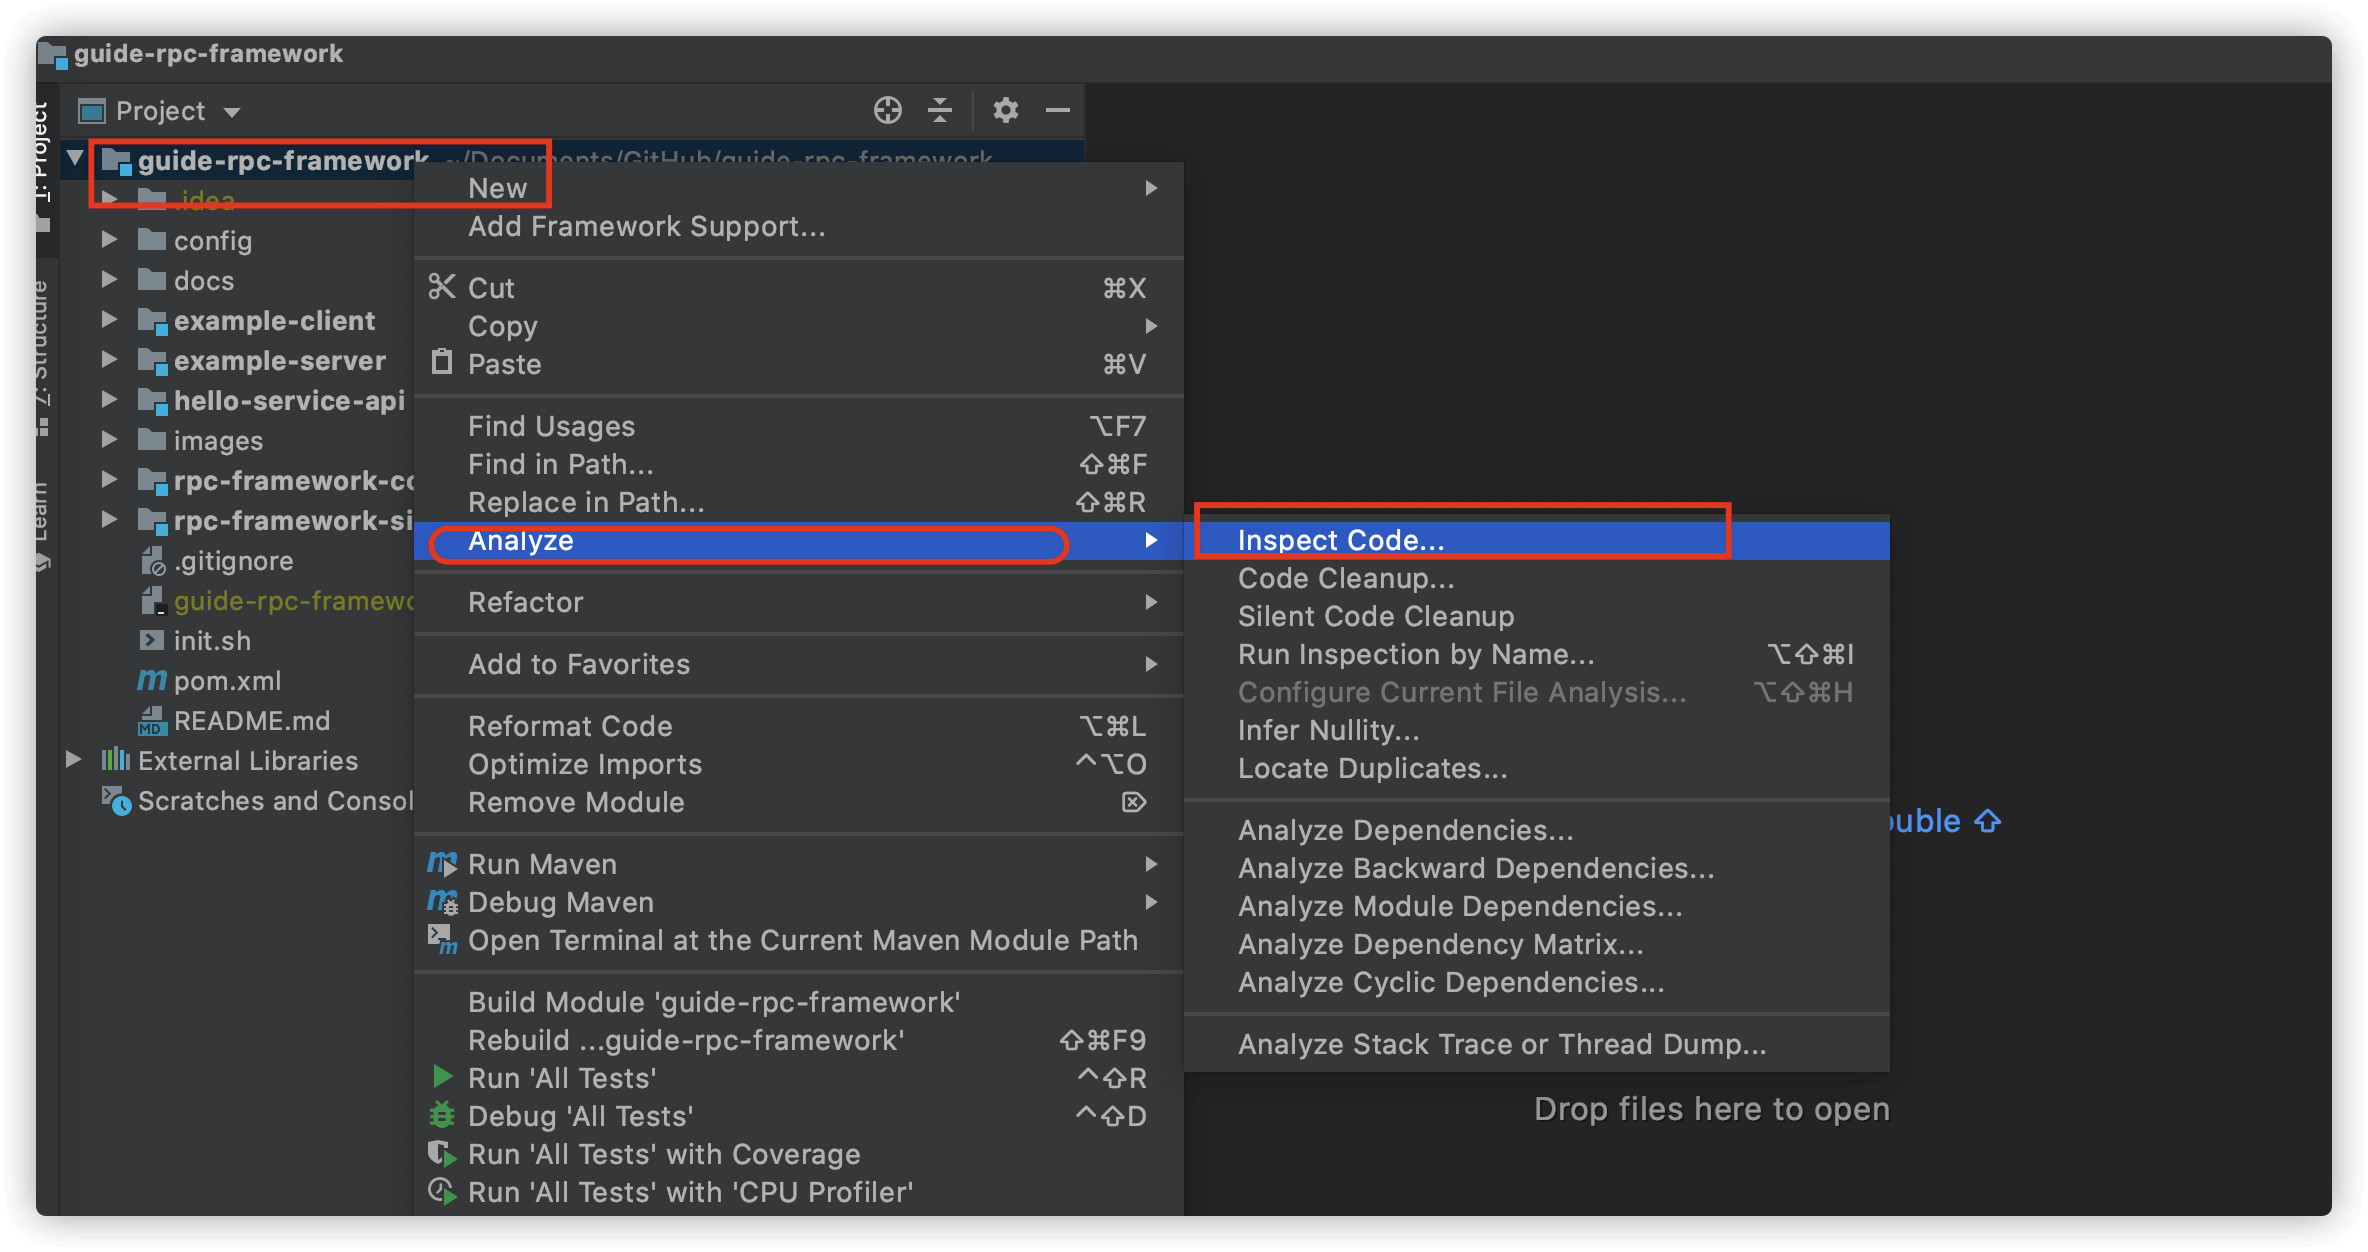 guide-rpc-framework
Project
1: Project
7: Structure
Learn
guide-rpc-framework ~/Documents/GitHub/guide-rpc-framework
.idea
config
docs
example-client
example-server
hello-service-api
images
rpc-framework-co
rpc-framework-si
.gitignore
guide-rpc-framewo
init.sh
pom.xml
README.md
External Libraries
Scratches and Consol
New
Add Framework Support...
Cut ⌘X
Copy
Paste ⌘V
Find Usages ⌥F7
Find in Path... ⇧⌘F
Replace in Path... ⇧⌘R
Analyze
Refactor
Add to Favorites
Reformat Code ⌥⌘L
Optimize Imports ^⌥O
Remove Module ⌦
Run Maven
Debug Maven
Open Terminal at the Current Maven Module Path
Build Module 'guide-rpc-framework'
Rebuild ...guide-rpc-framework' ⇧⌘F9
Run 'All Tests' ^⇧R
Debug 'All Tests' ^⇧D
Run 'All Tests' with Coverage
Run 'All Tests' with 'CPU Profiler'
Inspect Code...
Code Cleanup...
Silent Code Cleanup
Run Inspection by Name... ⌥⇧⌘I
Configure Current File Analysis... ⌥⇧⌘H
Infer Nullity...
Locate Duplicates...
Analyze Dependencies...
Analyze Backward Dependencies...
Analyze Module Dependencies...
Analyze Dependency Matrix...
Analyze Cyclic Dependencies...
Analyze Stack Trace or Thread Dump...
ouble ⇧
Drop files here to open